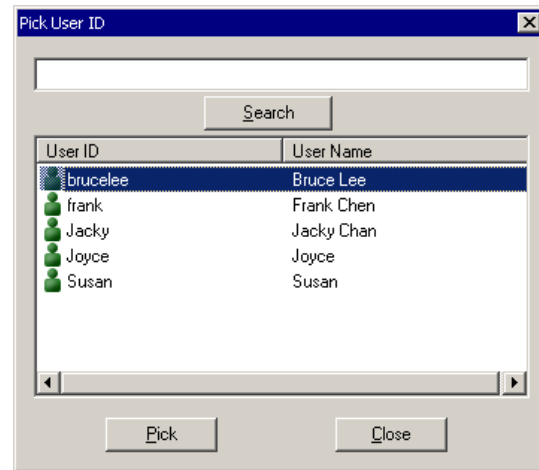 Pick User ID
Search
User ID User Name
brucelee Bruce Lee
frank Frank Chen
Jacky Jacky Chan
Joyce Joyce
Susan Susan
Pick Close